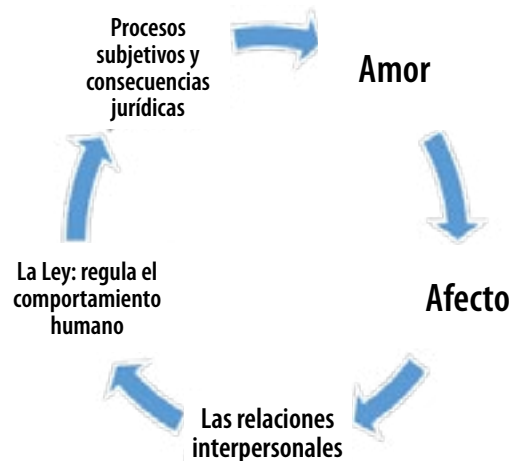 Procesos
subjetivos y
consecuencias
jurídicas
Amor
Afecto
Las relaciones
interpersonales
La Ley: regula el
comportamiento
humano